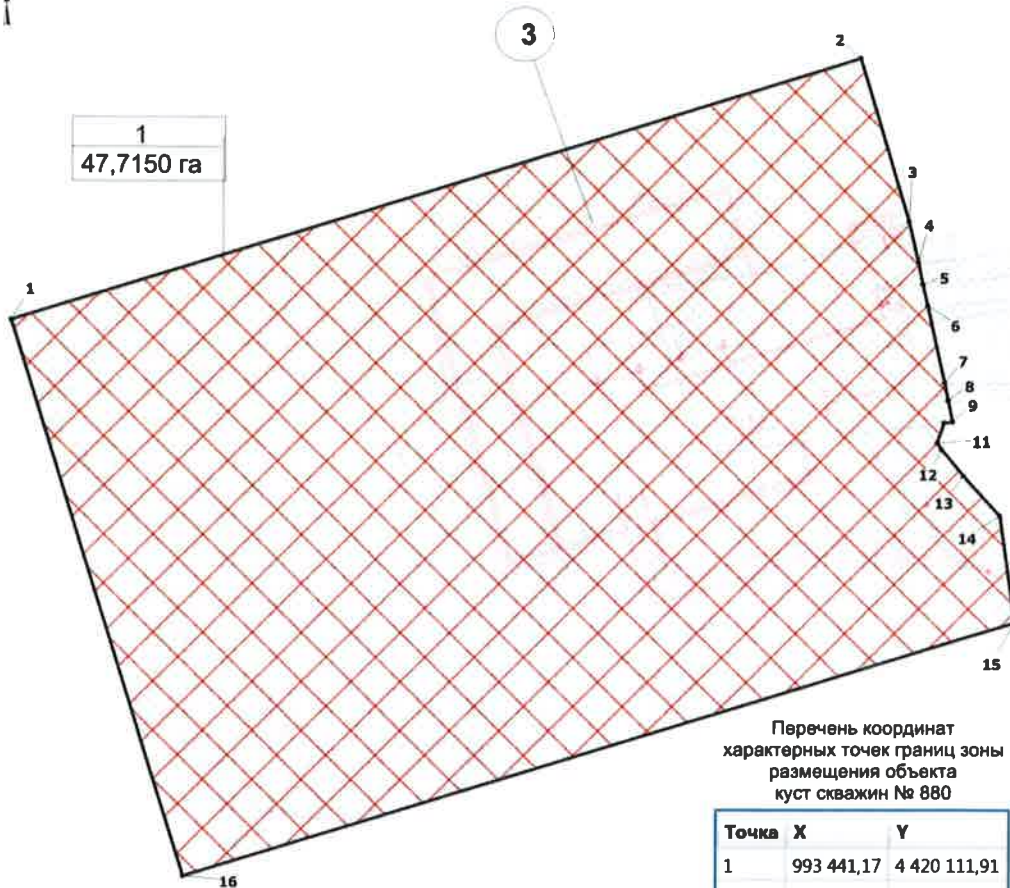 3
2
1
47,7150 га
3
4
1
5
6
7
8
9
11
12
13
14
15
Перечень координат
характерных точек границ зоны
размещения объекта
куст скважин № 880
Точка X Y
1 993 441,17 4 420 111,91
16